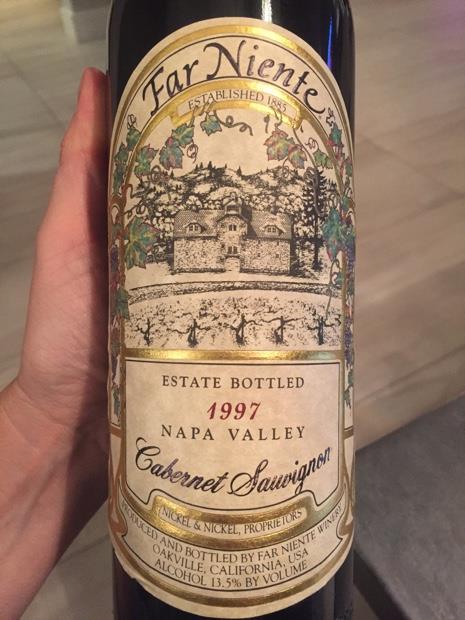 Far Niente
ESTABLISHED 1885
ESTATE BOTTLED
1997
NAPA VALLEY
Cabernet Sauvignon
NICKEL & NICKEL, PROPRIETORS
PRODUCED AND BOTTLED BY FAR NIENTE WINERY
OAKVILLE, CALIFORNIA, USA
ALCOHOL 13.5% BY VOLUME